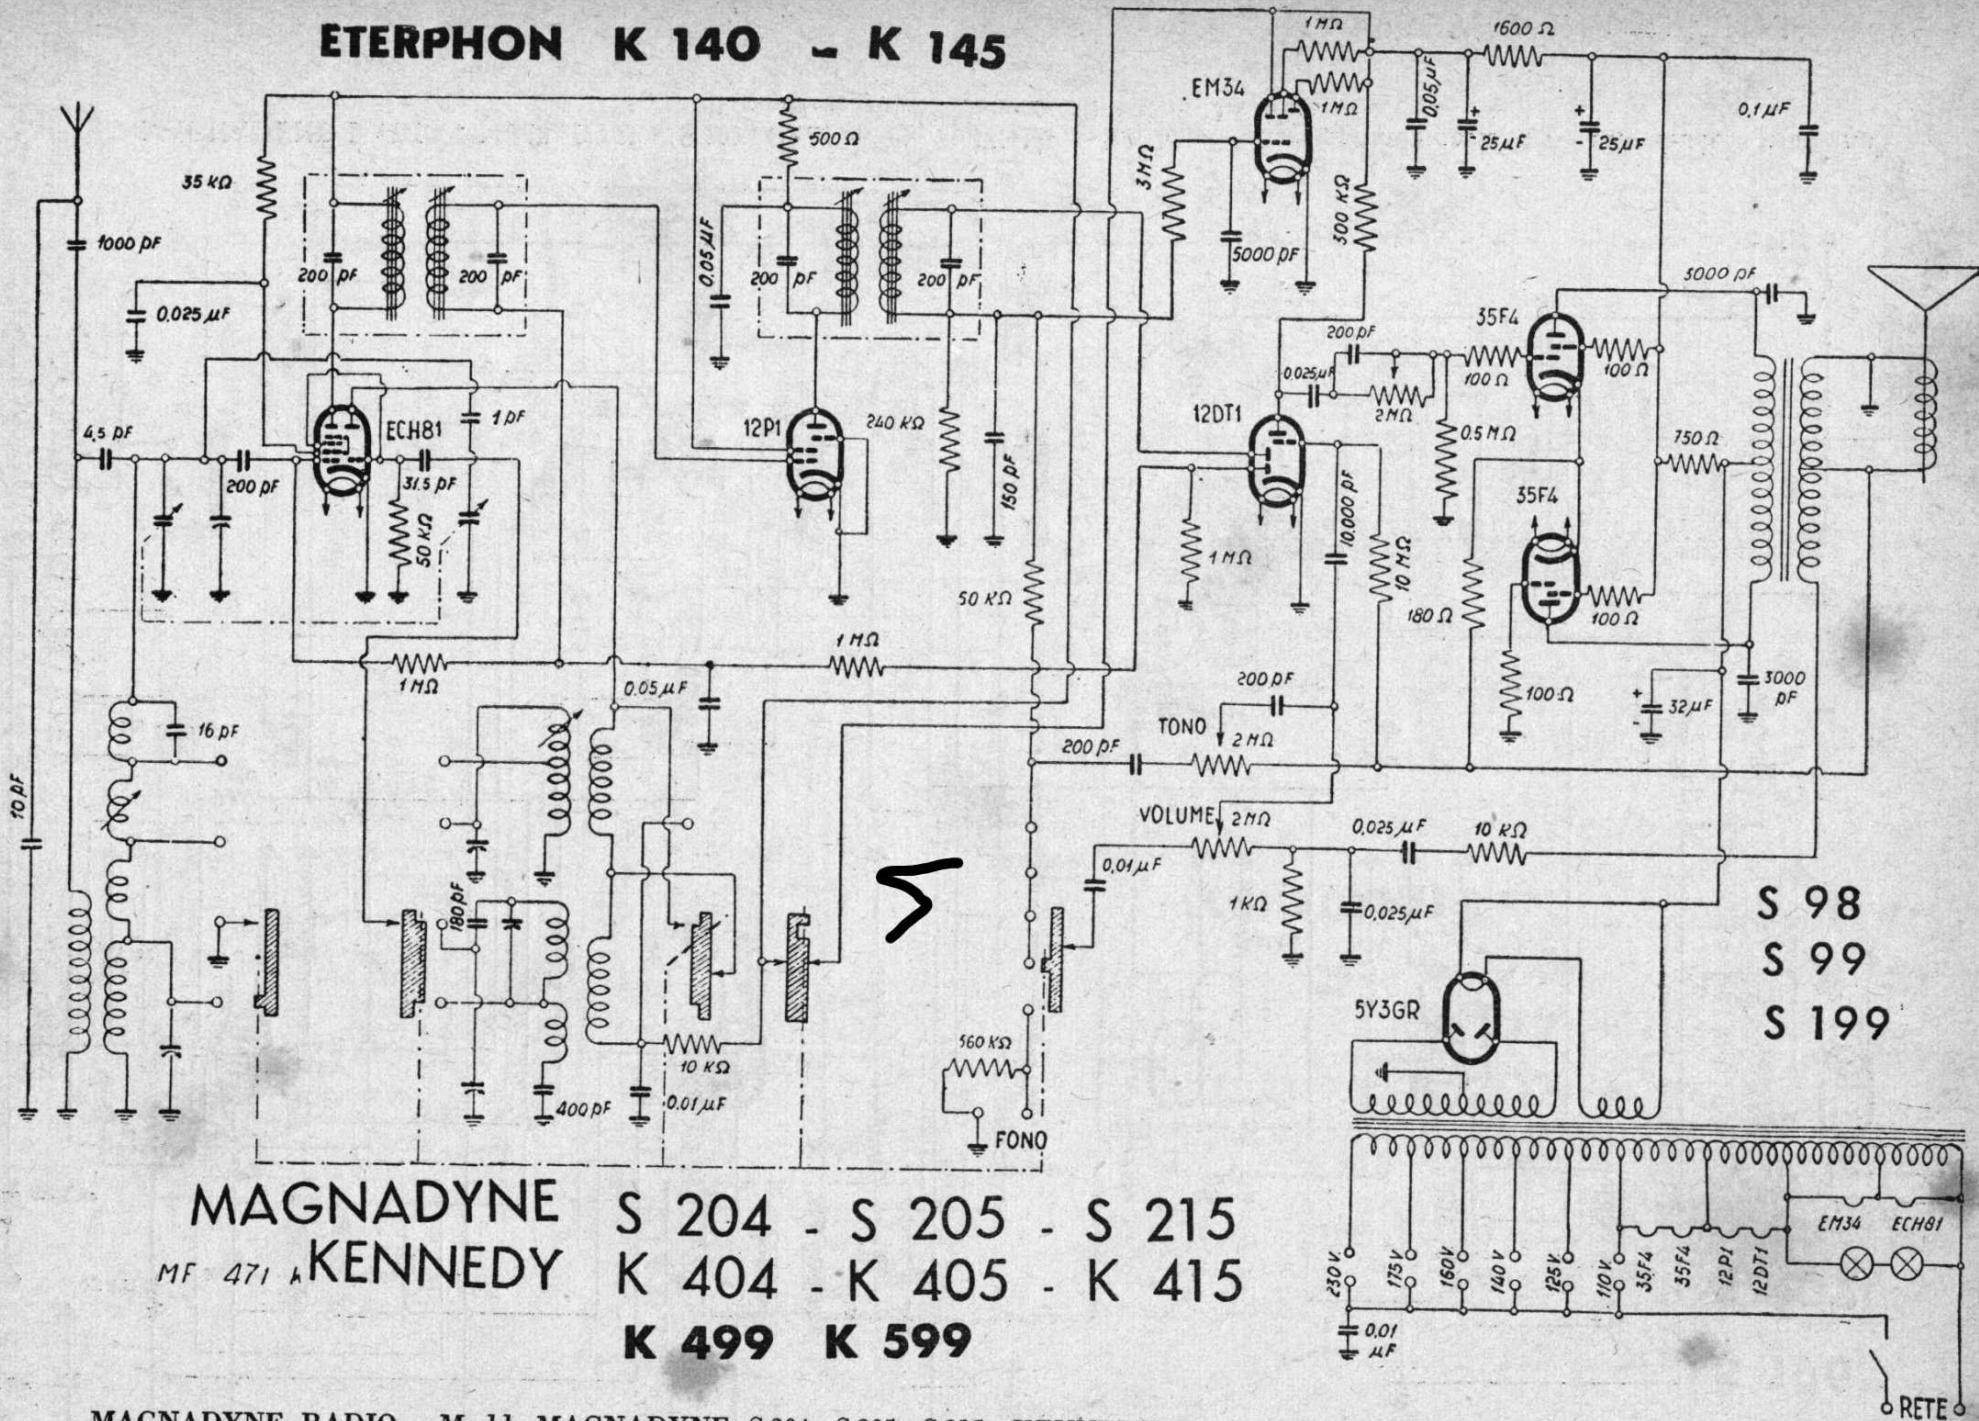 ETERPHON K 140 - K 145
1 MΩ
1600 Ω
EM34
1 MΩ
0,05 µF
+
- 25 µF
+
- 25 µF
0,1 µF
500 Ω
35 KΩ
3 MΩ
1000 pF
5000 pF
300 KΩ
200 pF
200 pF
0.05 µF
200 pF
200 pF
0.025 µF
3000 pF
35F4
200 pF
0,025 µF
100 Ω
100 Ω
2 MΩ
4,5 pF
ECH81
1 pF
12P1
240 KΩ
12DT1
0.5 MΩ
750 Ω
200 pF
31.5 pF
150 pF
35F4
50 KΩ
1 MΩ
10.000 pF
10 MΩ
50 KΩ
180 Ω
100 Ω
1 MΩ
1 MΩ
0.05 µF
200 pF
100 Ω
+
- 32 µF
3000 pF
16 pF
TONO
200 pF
2 MΩ
10 pF
VOLUME
2 MΩ
0,025 µF
10 KΩ
0,01 µF
180 pF
1 KΩ
0,025 µF
S 98
S 99
S 199
5Y3GR
560 KΩ
10 KΩ
400 pF
0.01 µF
FONO
MAGNADYNE S 204 - S 205 - S 215
MF 471 KENNEDY K 404 - K 405 - K 415
K 499 K 599
EM34 ECH81
230 V. 175 V 160 V 140 V 125 V 110 V. 35F4 35F4 12P1 12DT1
0,01 µF
RETE
MAGNADYNE RADIO